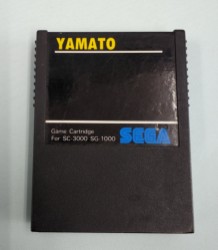 YAMATO
Game Cartridge
For SC-3000 SG-1000
SEGA